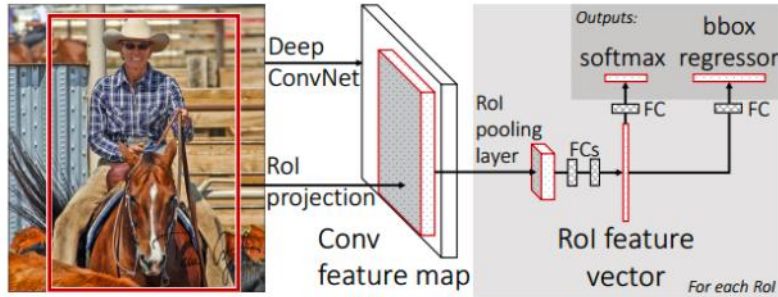 Deep
ConvNet
RoI
projection
Conv
feature map
RoI
pooling
layer
FCs
RoI feature
vector
For each RoI
Outputs:
softmax
bbox
regressor
FC
FC